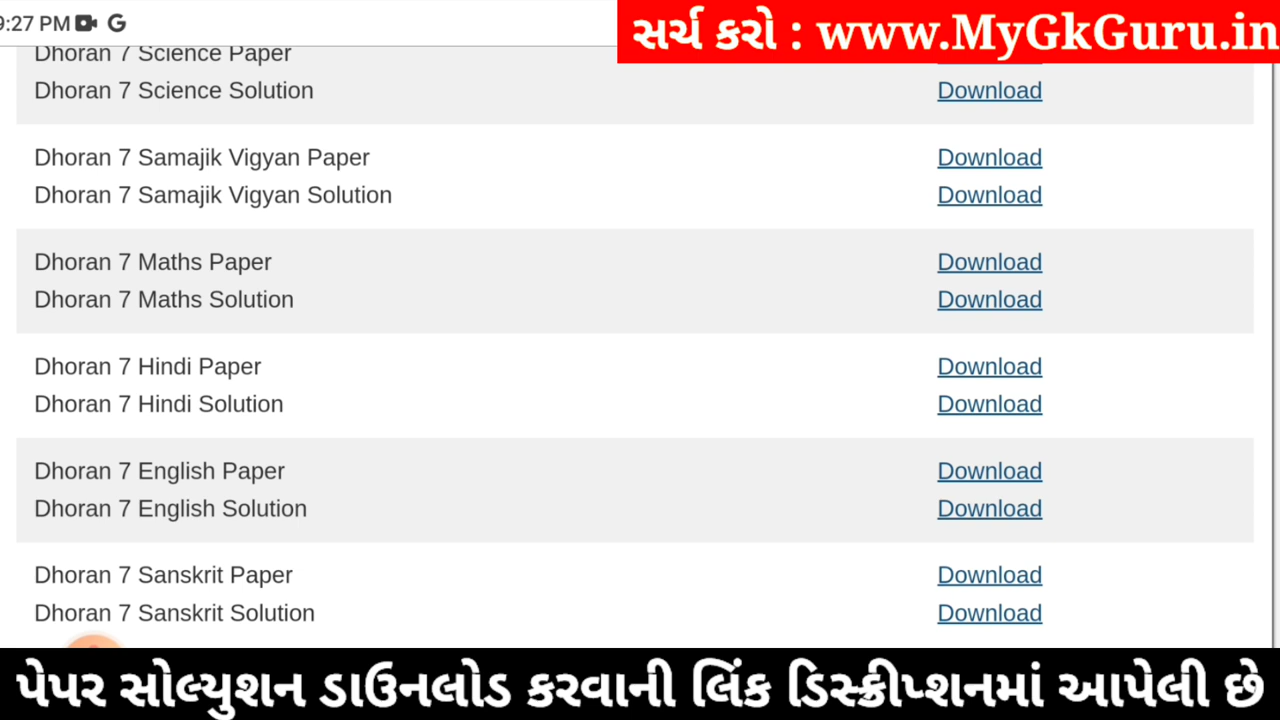 9:27 PM G
સર્ચ કરો : www.MyGkGuru.in
Dhoran 7 Science Paper
Dhoran 7 Science Solution Download
Dhoran 7 Samajik Vigyan Paper Download
Dhoran 7 Samajik Vigyan Solution Download
Dhoran 7 Maths Paper Download
Dhoran 7 Maths Solution Download
Dhoran 7 Hindi Paper Download
Dhoran 7 Hindi Solution Download
Dhoran 7 English Paper Download
Dhoran 7 English Solution Download
Dhoran 7 Sanskrit Paper Download
Dhoran 7 Sanskrit Solution Download
પેપર સોલ્યુશન ડાઉનલોડ કરવાની લિંક ડિસ્ક્રીપ્શનમાં આપેલી છે